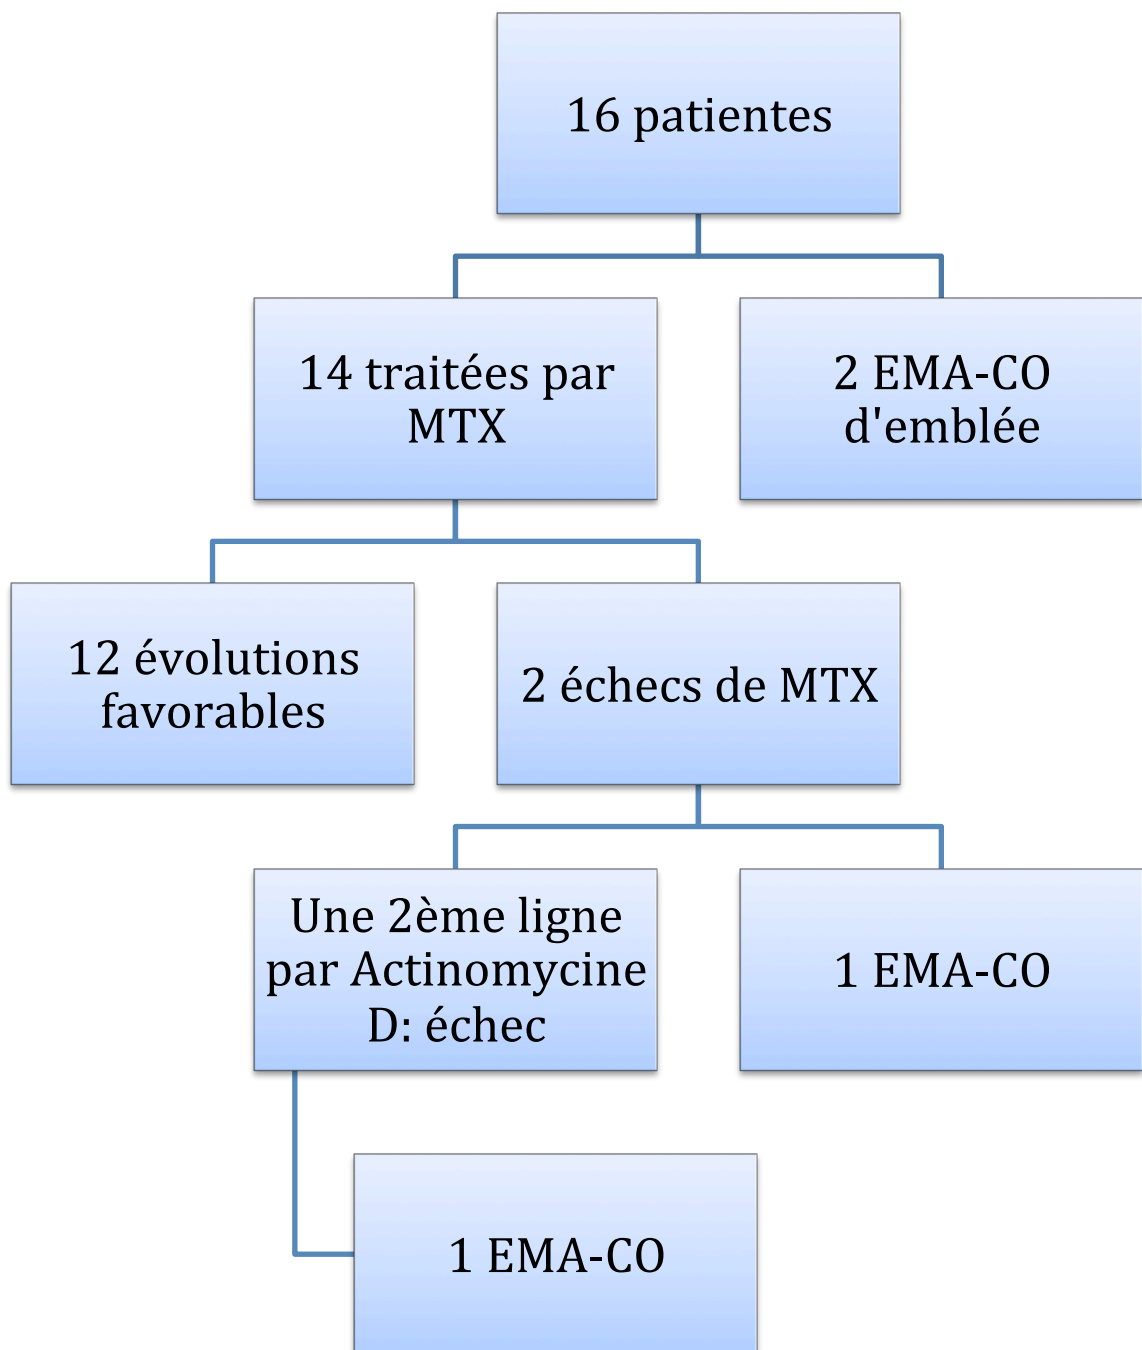 16 patientes
14 traitées par
MTX
2 EMA-CO
d'emblée
12 évolutions
favorables
2 échecs de MTX
Une 2ème ligne
par Actinomycine
D: échec
1 EMA-CO
1 EMA-CO